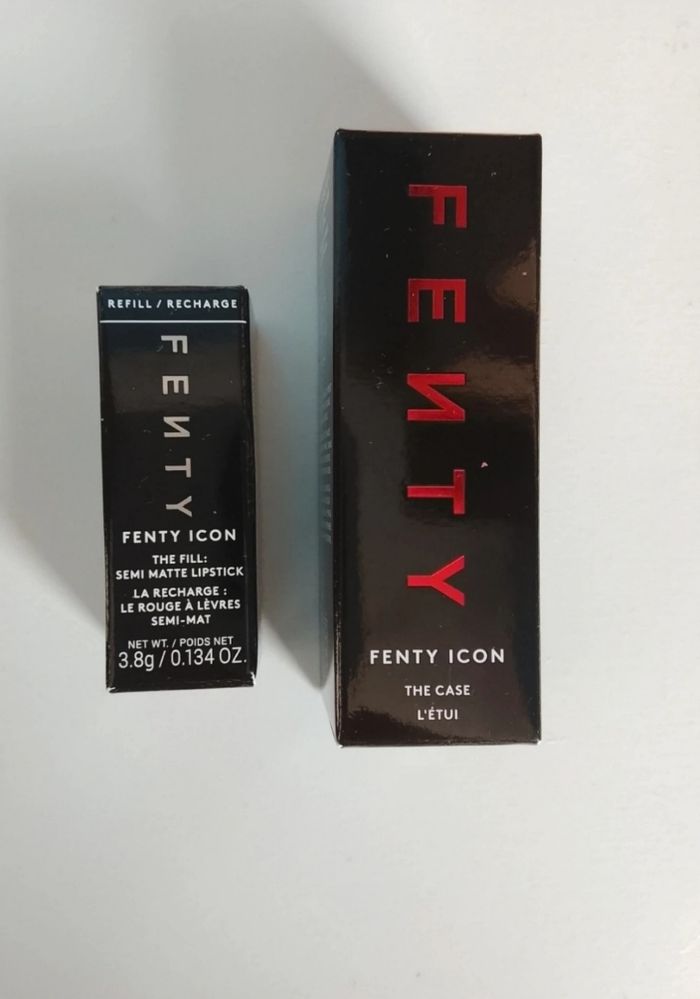 REFILL / RECHARGE
FENTY
FENTY ICON
THE FILL:
SEMI MATTE LIPSTICK
LA RECHARGE :
LE ROUGE À LÈVRES
SEMI-MAT
NET WT. / POIDS NET
3.8g / 0.134 OZ.
FENTY
FENTY ICON
THE CASE
L'ÉTUI